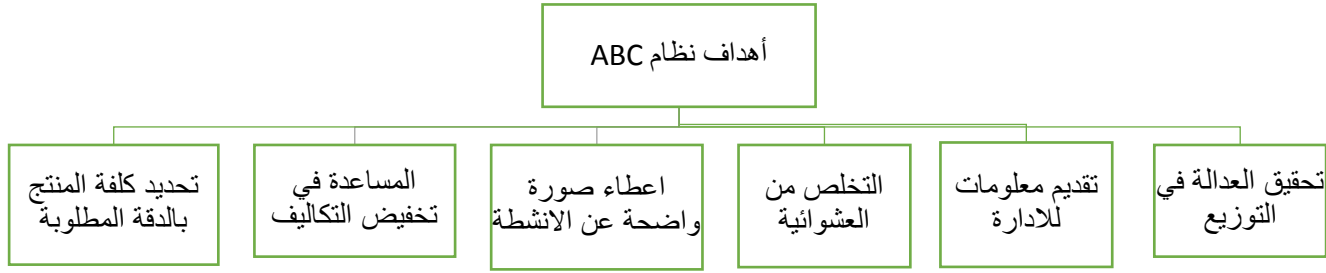 أهداف نظام ABC
تحقيق العدالة في
التوزيع
تقديم معلومات
للادارة
التخلص من
العشوائية
اعطاء صورة
واضحة عن الانشطة
المساعدة في
تخفيض التكاليف
تحديد كلفة المنتج
بالدقة المطلوبة